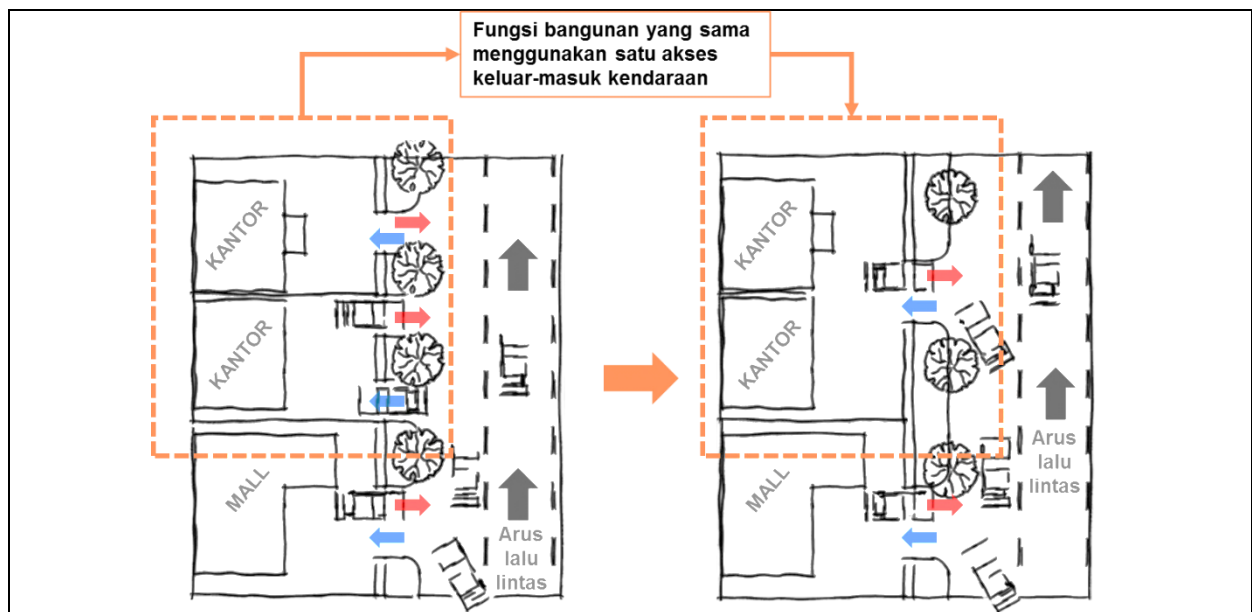 Fungsi bangunan yang sama
menggunakan satu akses
keluar-masuk kendaraan
KANTOR
KANTOR
MALL
Arus
lalu
lintas
KANTOR
KANTOR
MALL
Arus
lalu
lintas